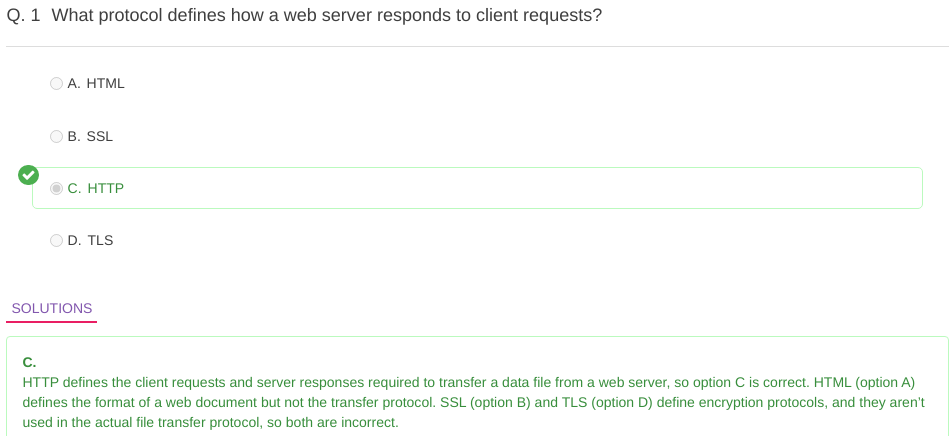 Q. 1 What protocol defines how a web server responds to client requests?
A. HTML
B. SSL
C. HTTP
D. TLS
SOLUTIONS
C.
HTTP defines the client requests and server responses required to transfer a data file from a web server, so option C is correct. HTML (option A)
defines the format of a web document but not the transfer protocol. SSL (option B) and TLS (option D) define encryption protocols, and they aren't
used in the actual file transfer protocol, so both are incorrect.